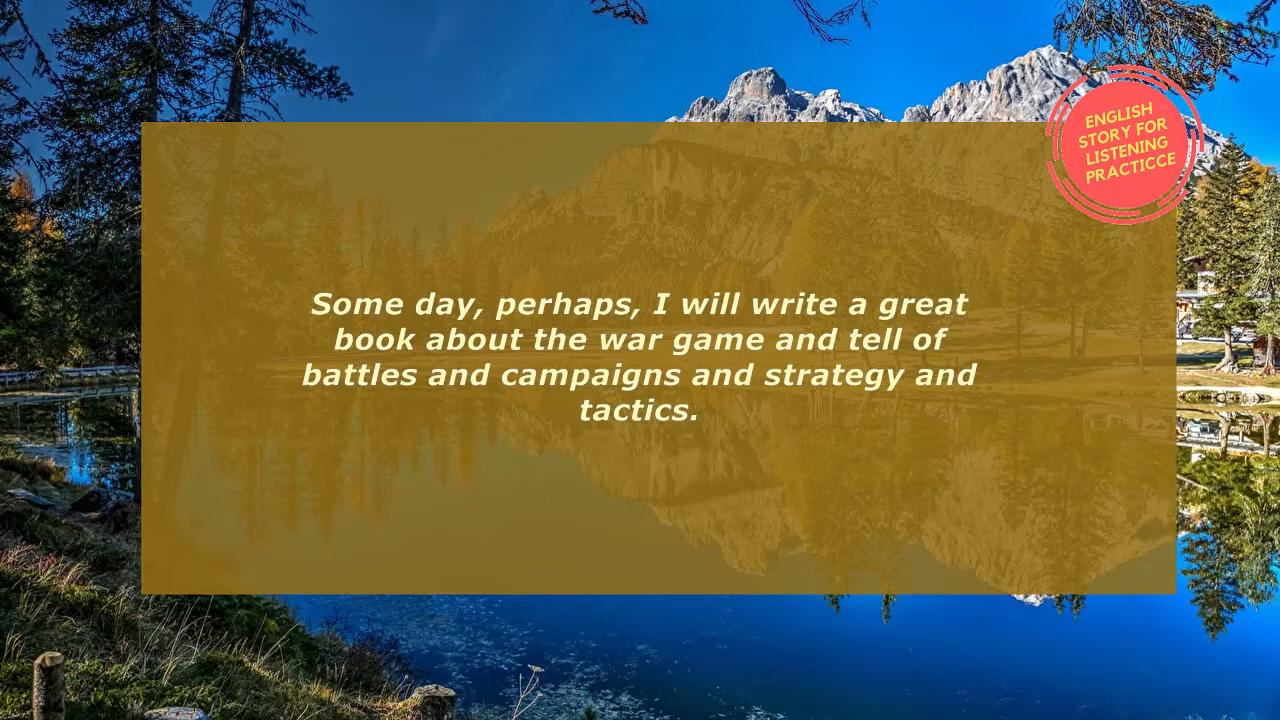 ENGLISH
STORY FOR
LISTENING
PRACTICCE
Some day, perhaps, I will write a great
book about the war game and tell of
battles and campaigns and strategy and
tactics.